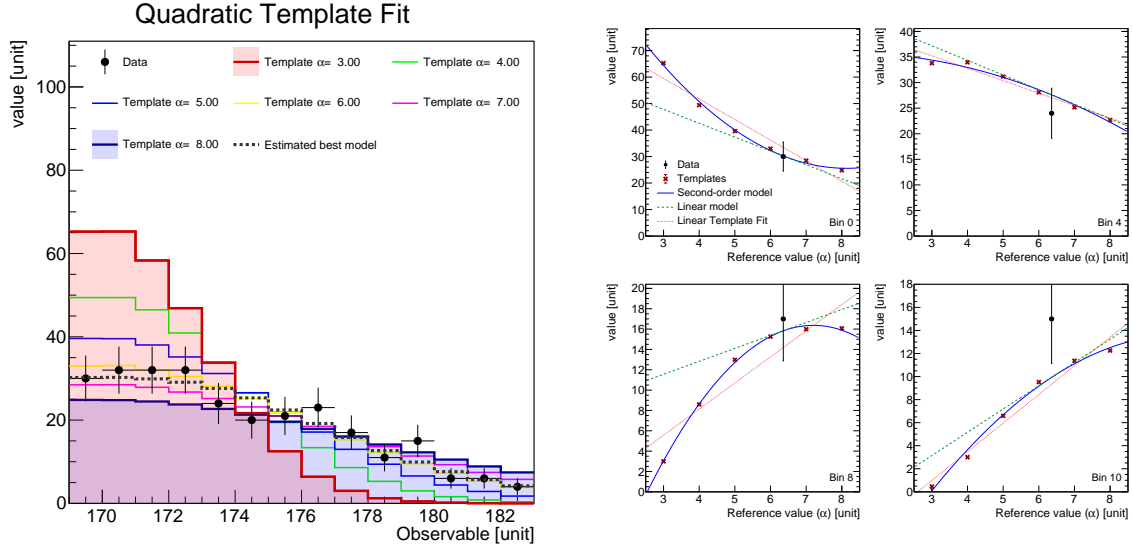 Quadratic Template Fit
value [unit]
100
80
60
40
20
0
Data
Template α= 3.00
Template α= 4.00
Template α= 5.00
Template α= 6.00
Template α= 7.00
Template α= 8.00
Estimated best model
170 172 174 176 178 180 182
Observable [unit]
value [unit]
70
60
50
40
30
20
10
0
Data
Templates
Second-order model
Linear model
Linear Template Fit
Bin 0
3 4 5 6 7 8
Reference value (α) [unit]
value [unit]
40
35
30
25
20
15
10
5
0
Bin 4
3 4 5 6 7 8
Reference value (α) [unit]
value [unit]
20
18
16
14
12
10
8
6
4
2
0
Bin 8
3 4 5 6 7 8
Reference value (α) [unit]
value [unit]
18
16
14
12
10
8
6
4
2
0
Bin 10
3 4 5 6 7 8
Reference value (α) [unit]